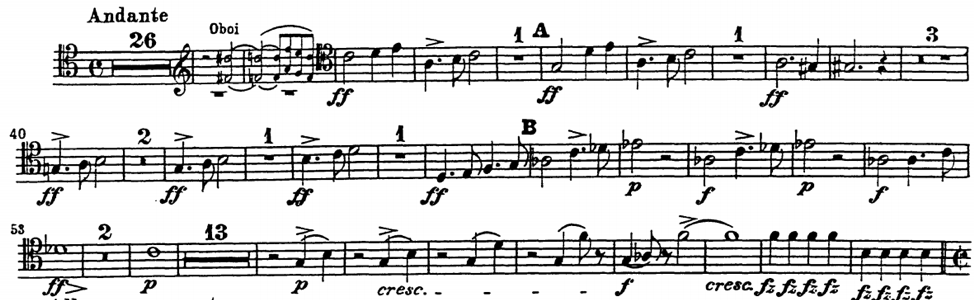 Andante
26 Oboi 1 A 1 3
ff ff ff
40 2 1 1 B
ff ff ff ff p f p f
53 2 13
ff p p cresc. f cresc. fz fz fz fz fz fz fz fz